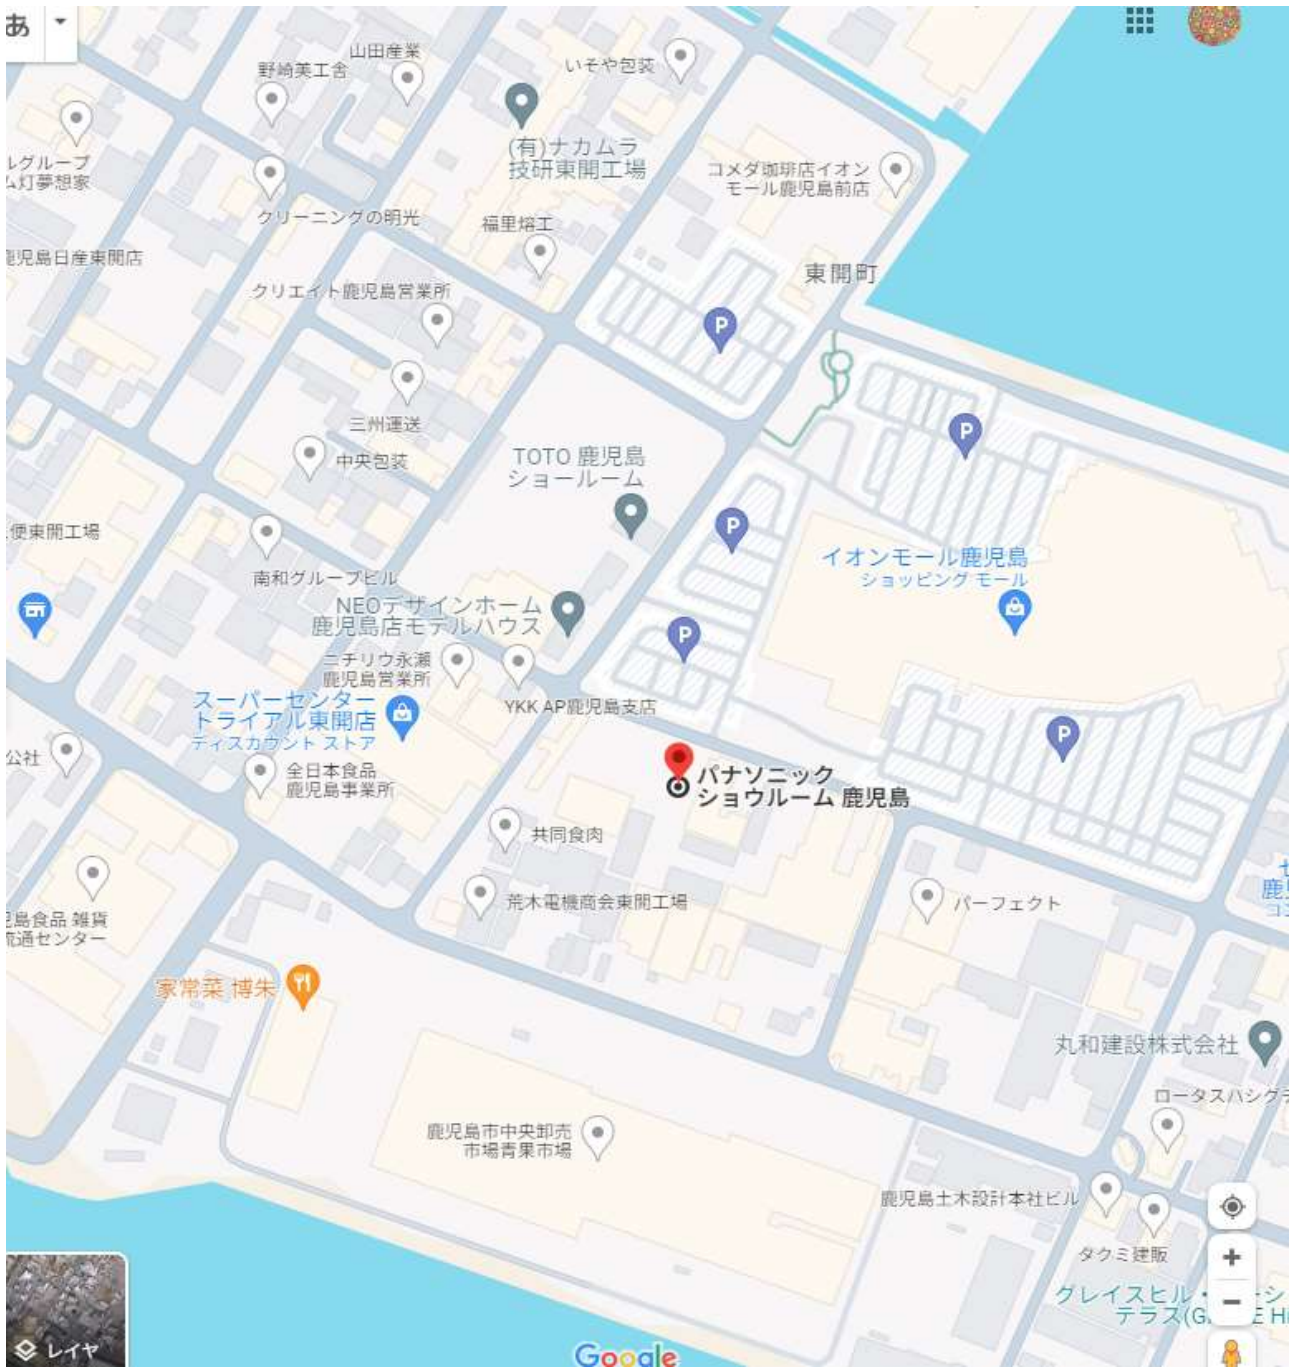 あ
山田産業
野崎美工舎
いそや包装
(有)ナカムラ
技研東開工場
コメダ珈琲店イオン
モール鹿児島前店
ルグループ
ム灯夢想家
クリーニングの明光
福里熔工
東開町
鹿児島日産東開店
クリエイト鹿児島営業所
P
三州運送
P
中央包装
TOTO 鹿児島
ショールーム
便東開工場
P
イオンモール鹿児島
ショッピング モール
南和グループビル
NEOデザインホーム
鹿児島店モデルハウス
P
ニチリウ永瀬
鹿児島営業所
スーパーセンター
トライアル東開店
ディスカウント ストア
YKK AP鹿児島支店
P
公社
全日本食品
鹿児島事業所
パナソニック
ショウルーム 鹿児島
共同食肉
荒木電機商会東開工場
パーフェクト
児島食品 雑貨
流通センター
家常菜 博朱
丸和建設株式会社
ロータスハシグチ
鹿児島市中央卸売
市場青果市場
鹿児島土木設計本社ビル
タクミ建販
グレイスヒル・
テラス(G
レイヤ
Google